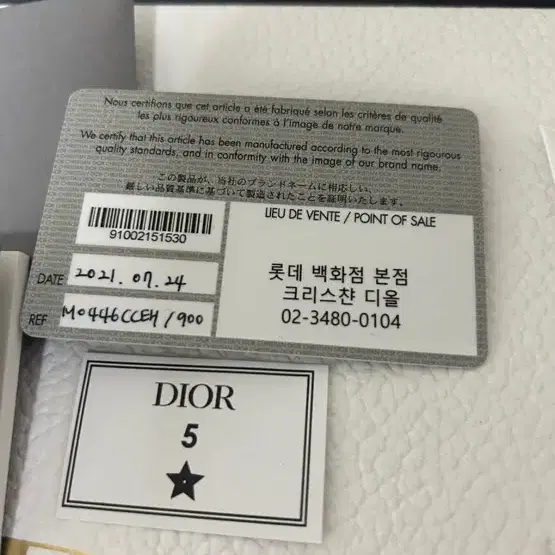 Nous certifions que cet article a été fabriqué selon les critères de qualité
les plus rigoureux conformes à l'image de notre marque.
We certify that this article has been manufactured according to the most rigourous
quality standards, and in conformity with the image of our brand name.
この製品が、当社のブランドネームに相応しい、
厳しい品質基準に基づいて製造されたことを証明いたします。
91002151530
DATE 2021.07.24
REF M0446CCEH/900
LIEU DE VENTE / POINT OF SALE
롯데 백화점 본점
크리스챤 디올
02-3480-0104
DIOR
5